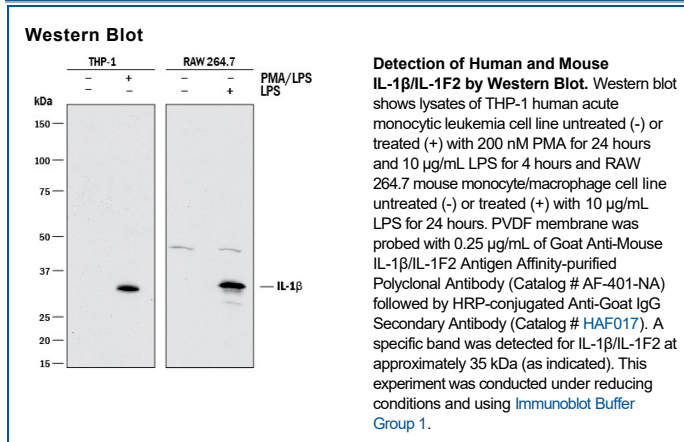 Western Blot
THP-1 RAW 264.7
– + – PMA/LPS
– – + LPS
kDa
150
100
75
50
37
25
20
15
IL-1β
Detection of Human and Mouse
IL-1β/IL-1F2 by Western Blot. Western blot
shows lysates of THP-1 human acute
monocytic leukemia cell line untreated (-) or
treated (+) with 200 nM PMA for 24 hours
and 10 µg/mL LPS for 4 hours and RAW
264.7 mouse monocyte/macrophage cell line
untreated (-) or treated (+) with 10 µg/mL
LPS for 24 hours. PVDF membrane was
probed with 0.25 µg/mL of Goat Anti-Mouse
IL-1β/IL-1F2 Antigen Affinity-purified
Polyclonal Antibody (Catalog # AF-401-NA)
followed by HRP-conjugated Anti-Goat IgG
Secondary Antibody (Catalog # HAF017). A
specific band was detected for IL-1β/IL-1F2 at
approximately 35 kDa (as indicated). This
experiment was conducted under reducing
conditions and using Immunoblot Buffer
Group 1.